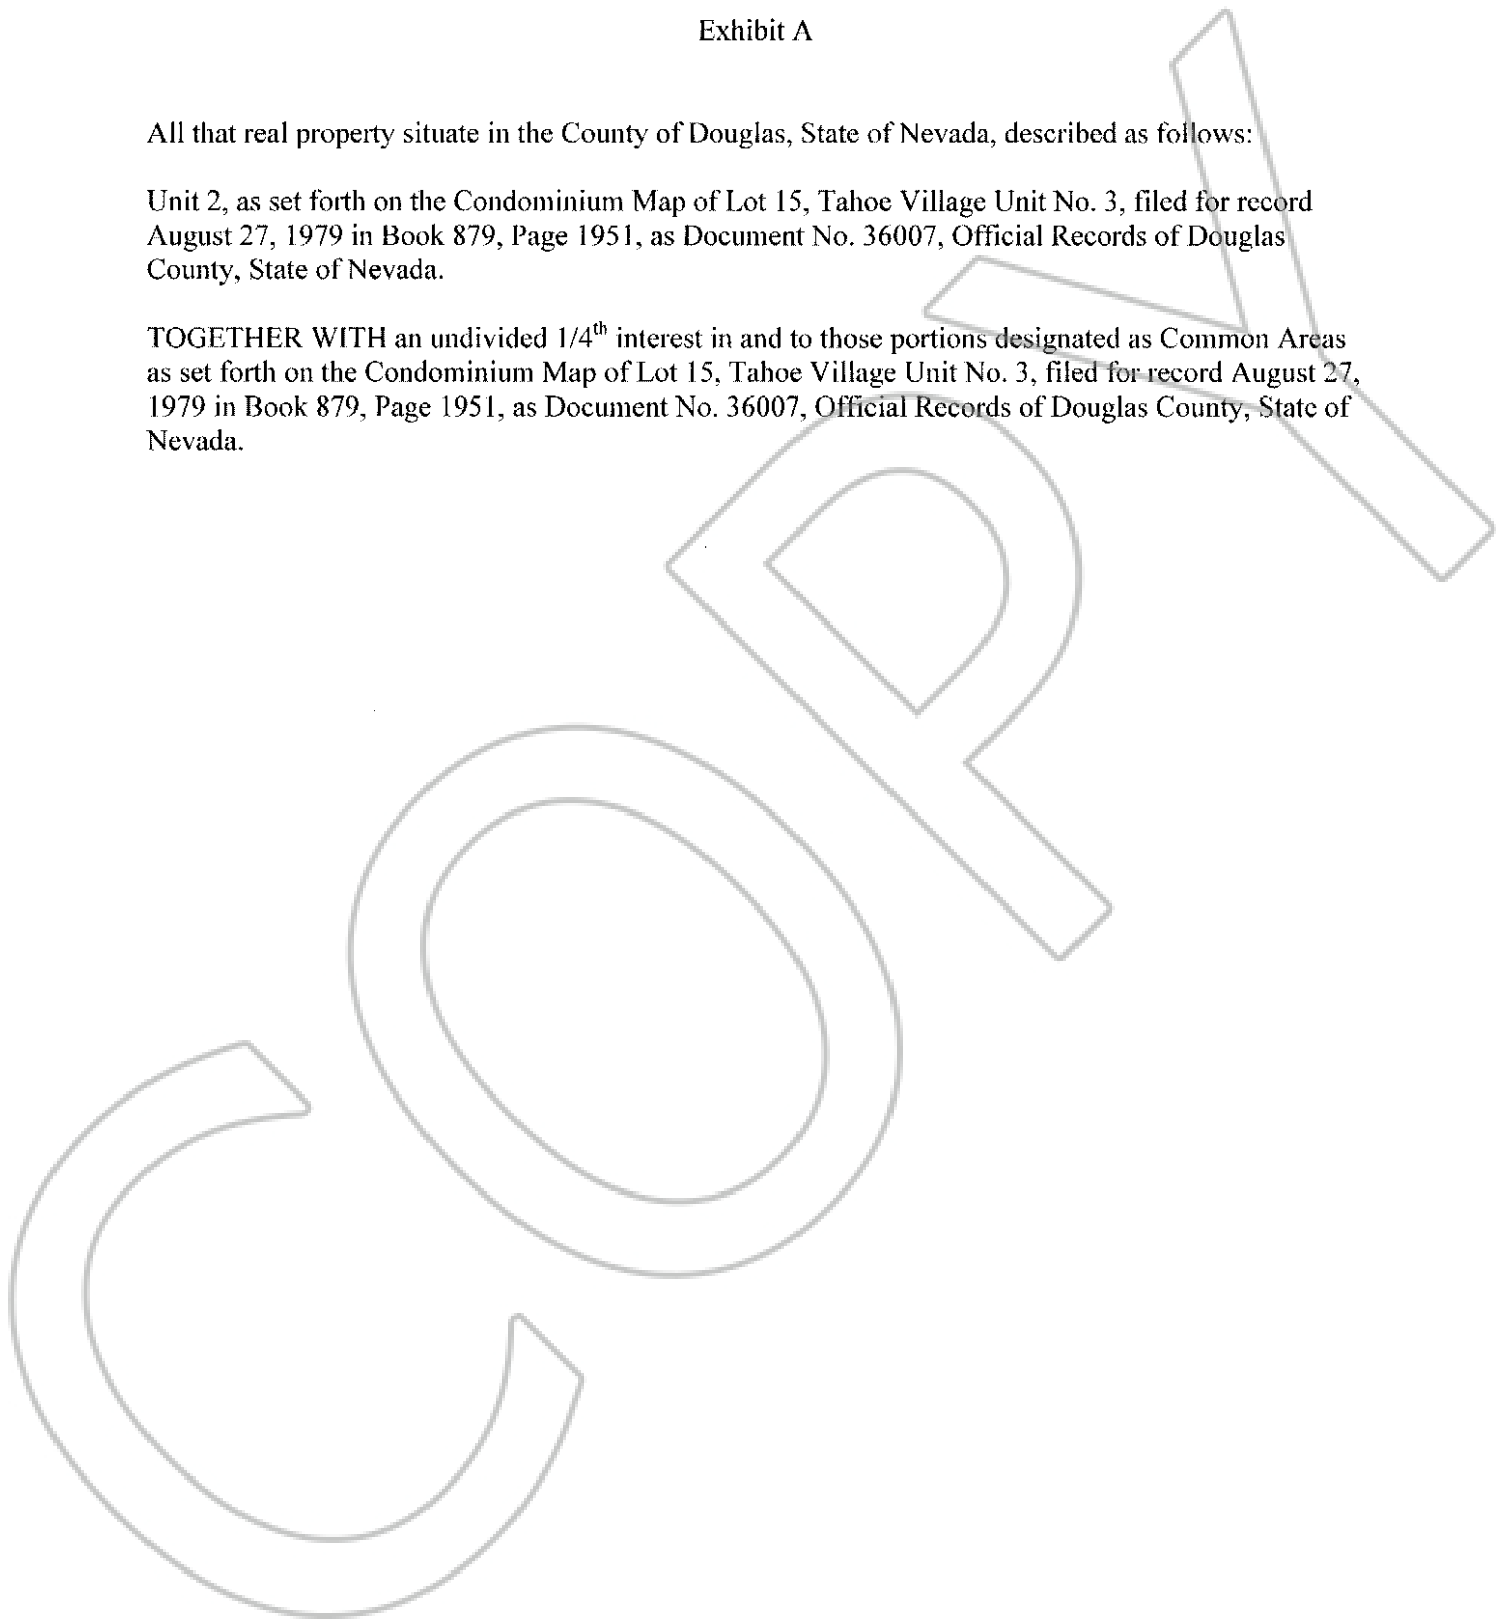 Exhibit A
All that real property situate in the County of Douglas, State of Nevada, described as follows:
Unit 2, as set forth on the Condominium Map of Lot 15, Tahoe Village Unit No. 3, filed for record
August 27, 1979 in Book 879, Page 1951, as Document No. 36007, Official Records of Douglas
County, State of Nevada.
TOGETHER WITH an undivided 1/4th interest in and to those portions designated as Common Areas
as set forth on the Condominium Map of Lot 15, Tahoe Village Unit No. 3, filed for record August 27,
1979 in Book 879, Page 1951, as Document No. 36007, Official Records of Douglas County, State of
Nevada.
COPY